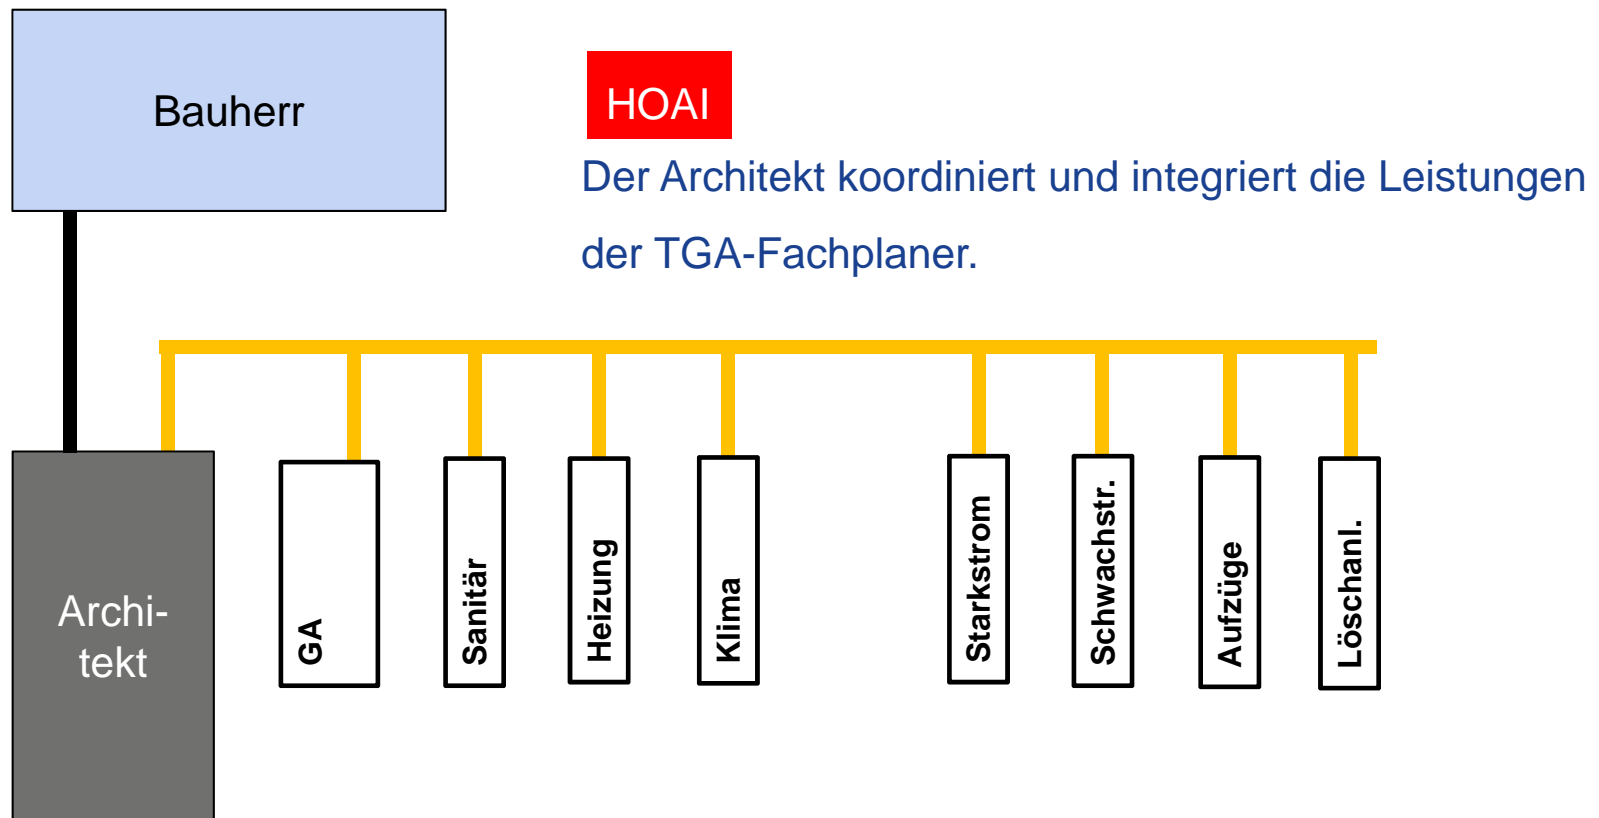 Bauherr
HOAI
Der Architekt koordiniert und integriert die Leistungen
der TGA-Fachplaner.
Archi-
tekt
GA
Sanitär
Heizung
Klima
Starkstrom
Schwachstr.
Aufzüge
Löschanl.